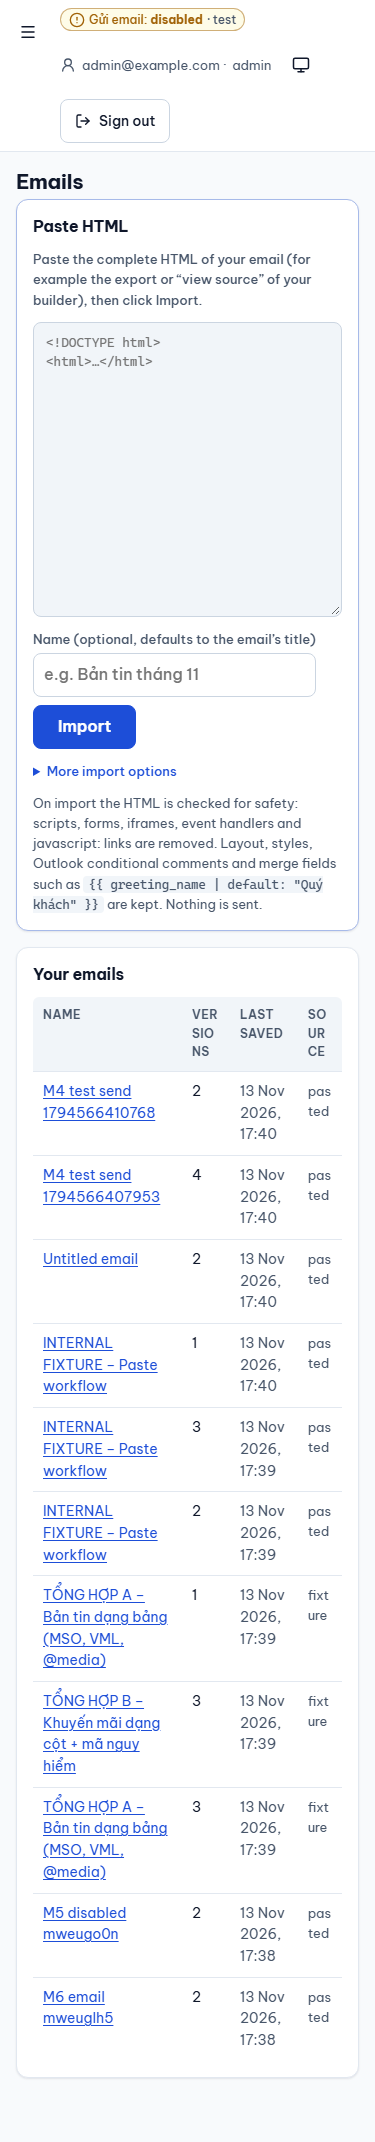 Gửi email: disabled · test
admin@example.com · admin
Sign out
Emails
Paste HTML
Paste the complete HTML of your email (for
example the export or “view source” of your
builder), then click Import.
<!DOCTYPE html>
<html>…</html>
Name (optional, defaults to the email’s title)
e.g. Bản tin tháng 11
Import
More import options
On import the HTML is checked for safety:
scripts, forms, iframes, event handlers and
javascript: links are removed. Layout, styles,
Outlook conditional comments and merge fields
such as {{ greeting_name | default: "Quý
khách" }} are kept. Nothing is sent.
Your emails
NAME VER LAST SO
SIO SAVED UR
NS CE
M4 test send 2 13 Nov pas
1794566410768 2026, ted
17:40
M4 test send 4 13 Nov pas
1794566407953 2026, ted
17:40
Untitled email 2 13 Nov pas
2026, ted
17:40
INTERNAL 1 13 Nov pas
FIXTURE – Paste 2026, ted
workflow 17:40
INTERNAL 3 13 Nov pas
FIXTURE – Paste 2026, ted
workflow 17:39
INTERNAL 2 13 Nov pas
FIXTURE – Paste 2026, ted
workflow 17:39
TỔNG HỢP A – 1 13 Nov fixt
Bản tin dạng bảng 2026, ure
(MSO, VML, 17:39
@media)
TỔNG HỢP B – 3 13 Nov fixt
Khuyến mãi dạng 2026, ure
cột + mã nguy 17:39
hiểm
TỔNG HỢP A – 3 13 Nov fixt
Bản tin dạng bảng 2026, ure
(MSO, VML, 17:39
@media)
M5 disabled 2 13 Nov pas
mweugo0n 2026, ted
17:38
M6 email 2 13 Nov pas
mweuglh5 2026, ted
17:38